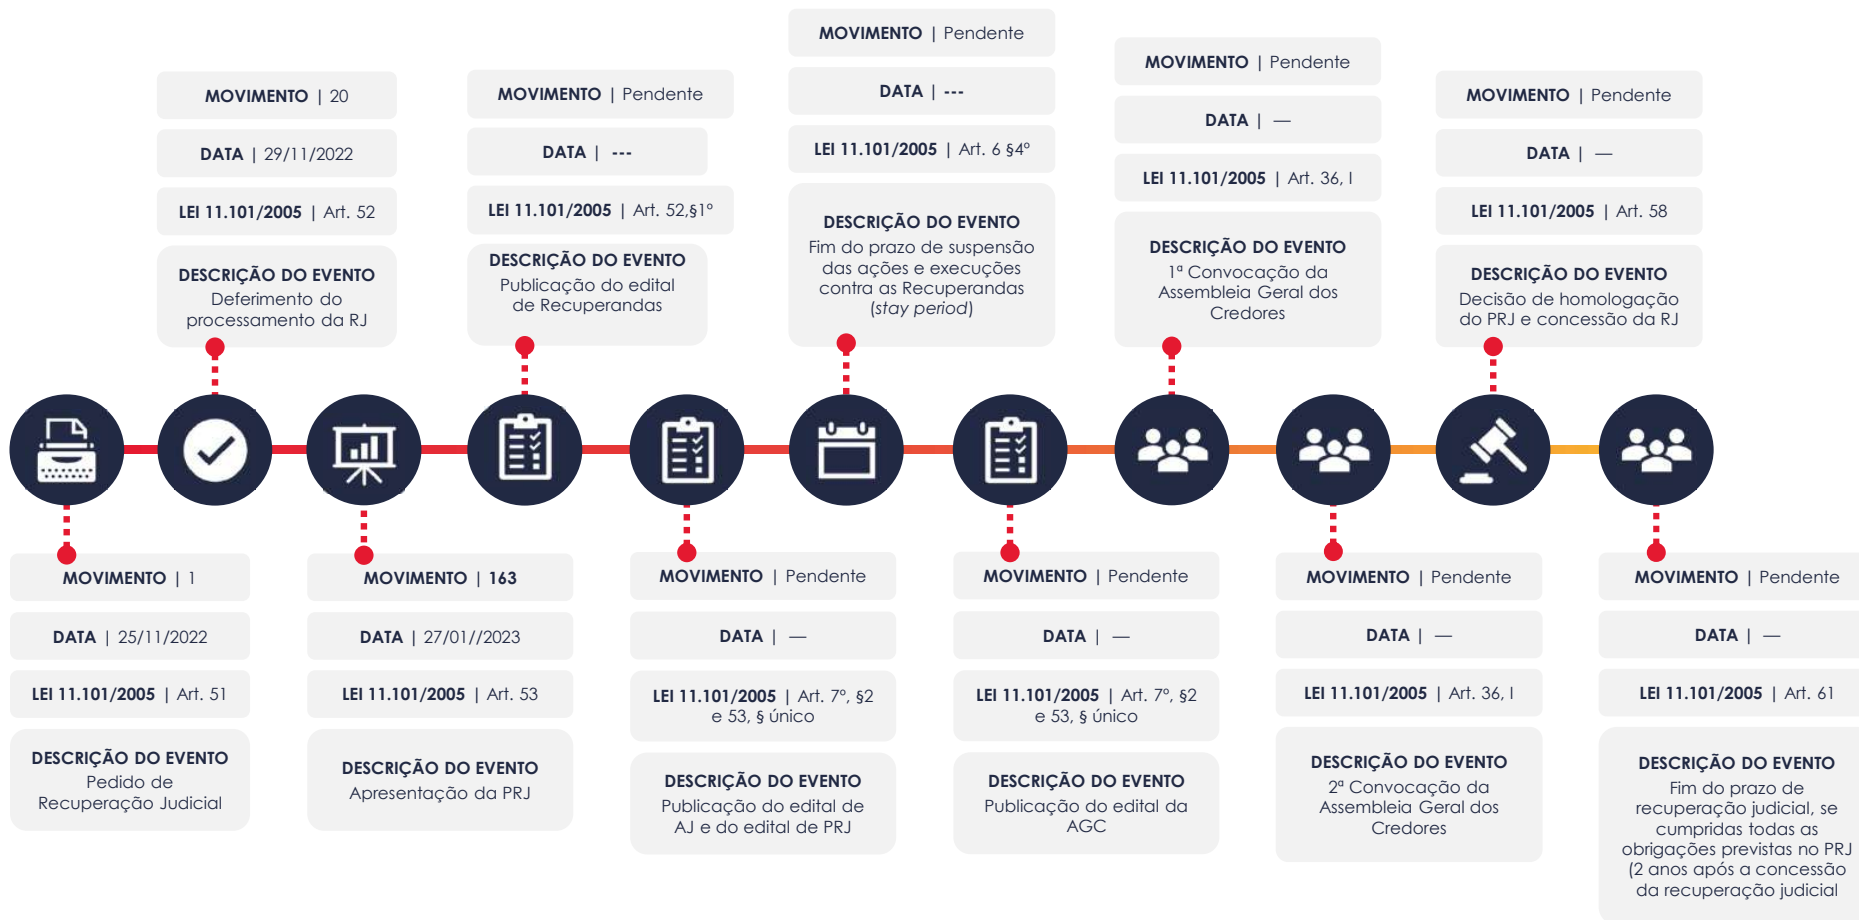 MOVIMENTO | 20
DATA | 29/11/2022
LEI 11.101/2005 | Art. 52
DESCRIÇÃO DO EVENTO
Deferimento do
processamento da RJ
MOVIMENTO | Pendente
DATA | ---
LEI 11.101/2005 | Art. 52,§1º
DESCRIÇÃO DO EVENTO
Publicação do edital
de Recuperandas
MOVIMENTO | Pendente
DATA | ---
LEI 11.101/2005 | Art. 6 §4º
DESCRIÇÃO DO EVENTO
Fim do prazo de suspensão
das ações e execuções
contra as Recuperandas
(stay period)
MOVIMENTO | Pendente
DATA | —
LEI 11.101/2005 | Art. 36, I
DESCRIÇÃO DO EVENTO
1ª Convocação da
Assembleia Geral dos
Credores
MOVIMENTO | Pendente
DATA | —
LEI 11.101/2005 | Art. 58
DESCRIÇÃO DO EVENTO
Decisão de homologação
do PRJ e concessão da RJ
MOVIMENTO | 1
DATA | 25/11/2022
LEI 11.101/2005 | Art. 51
DESCRIÇÃO DO EVENTO
Pedido de
Recuperação Judicial
MOVIMENTO | 163
DATA | 27/01//2023
LEI 11.101/2005 | Art. 53
DESCRIÇÃO DO EVENTO
Apresentação da PRJ
MOVIMENTO | Pendente
DATA | —
LEI 11.101/2005 | Art. 7º, §2
e 53, § único
DESCRIÇÃO DO EVENTO
Publicação do edital de
AJ e do edital de PRJ
MOVIMENTO | Pendente
DATA | —
LEI 11.101/2005 | Art. 7º, §2
e 53, § único
DESCRIÇÃO DO EVENTO
Publicação do edital da
AGC
MOVIMENTO | Pendente
DATA | —
LEI 11.101/2005 | Art. 36, I
DESCRIÇÃO DO EVENTO
2ª Convocação da
Assembleia Geral dos
Credores
MOVIMENTO | Pendente
DATA | —
LEI 11.101/2005 | Art. 61
DESCRIÇÃO DO EVENTO
Fim do prazo de
recuperação judicial, se
cumpridas todas as
obrigações previstas no PRJ
(2 anos após a concessão
da recuperação judicial